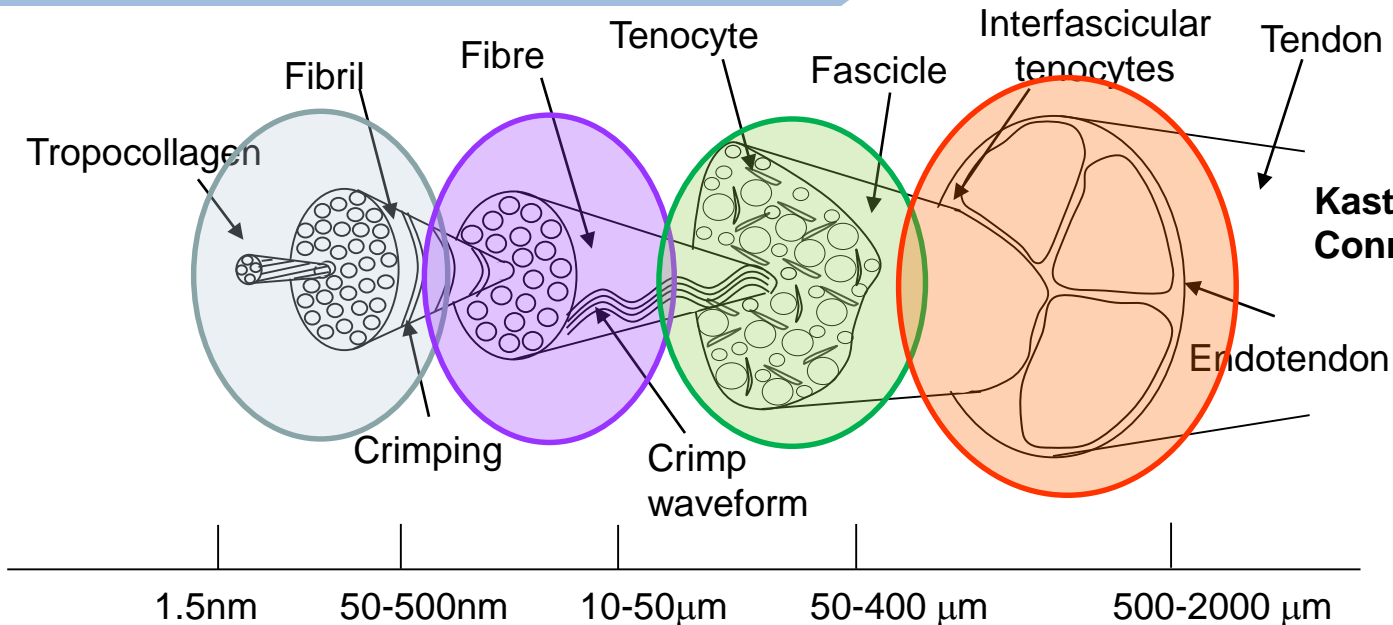 Interfascicular
tenocytes
Tenocyte
Tendon
Fibre
Fascicle
Fibril
Tropocollagen
Endotendon
Crimping
Crimp
waveform
1.5nm
50-500nm
10-50μm
50-400 μm
500-2000 μm